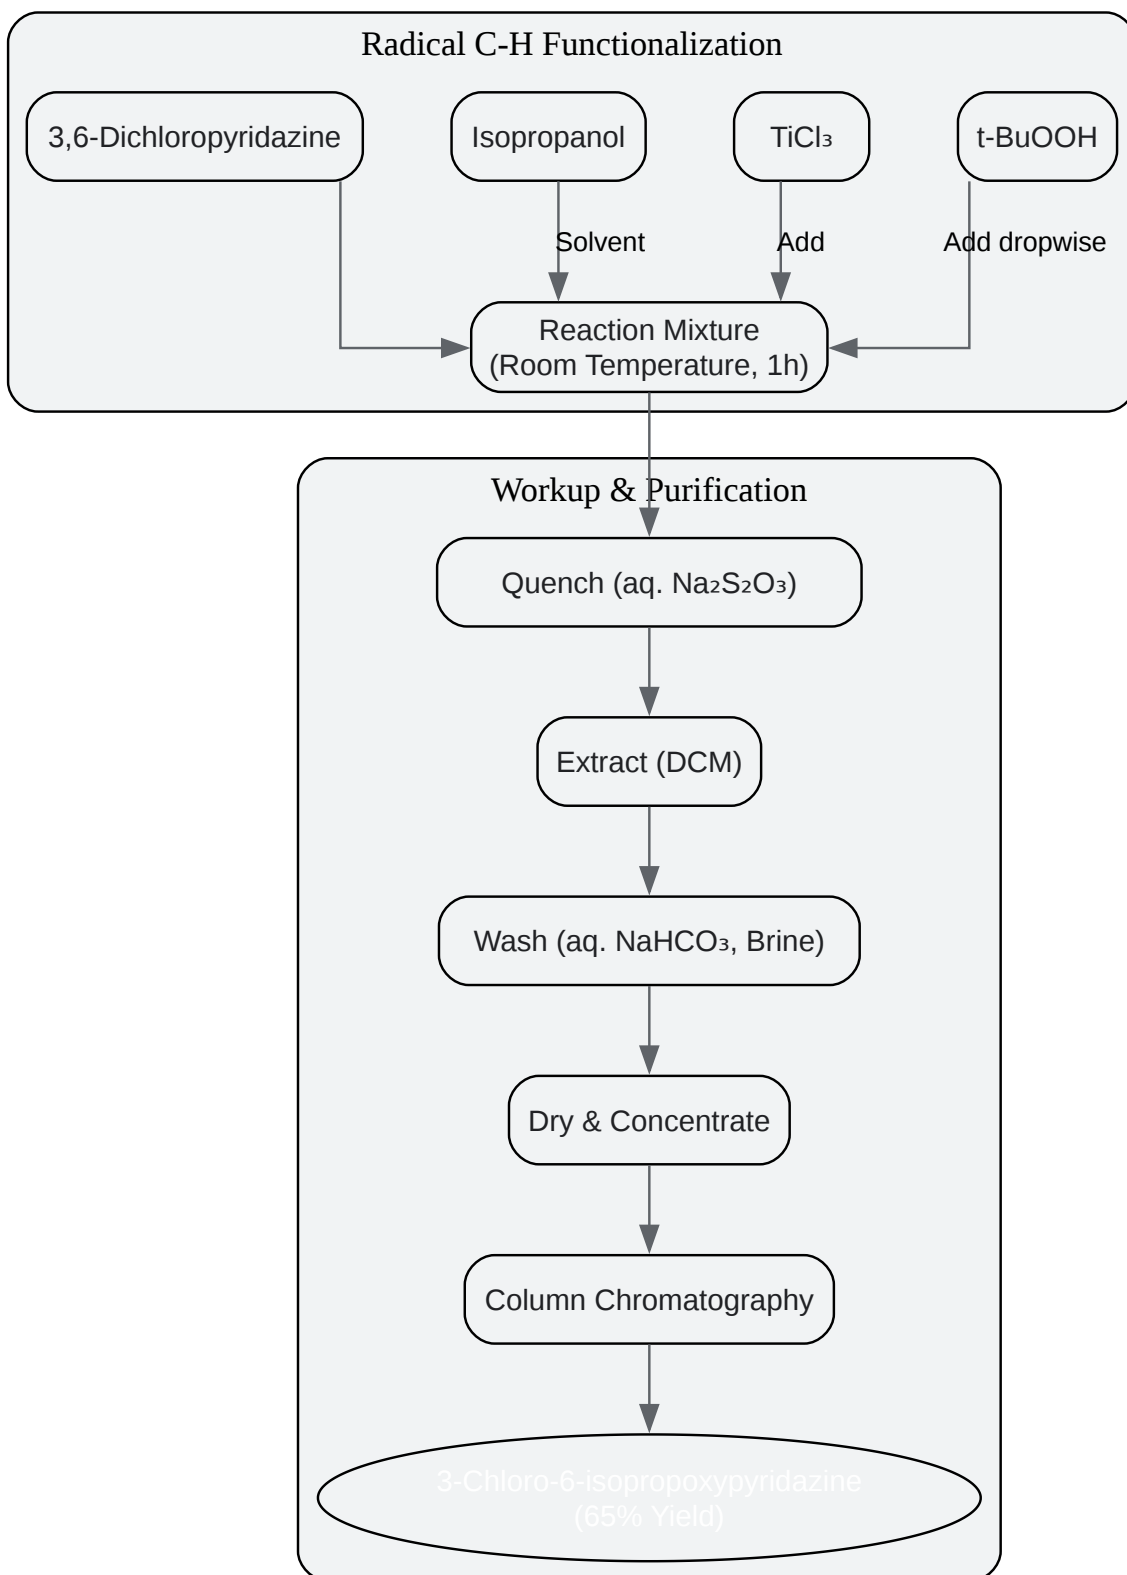 Radical C-H Functionalization
3,6-Dichloropyridazine
Isopropanol
TiCl₃
t-BuOOH
Solvent
Add
Add dropwise
Reaction Mixture
(Room Temperature, 1h)
Workup & Purification
Quench (aq. Na₂S₂O₃)
Extract (DCM)
Wash (aq. NaHCO₃, Brine)
Dry & Concentrate
Column Chromatography
3-Chloro-6-isopropoxypyridazine
(65% Yield)